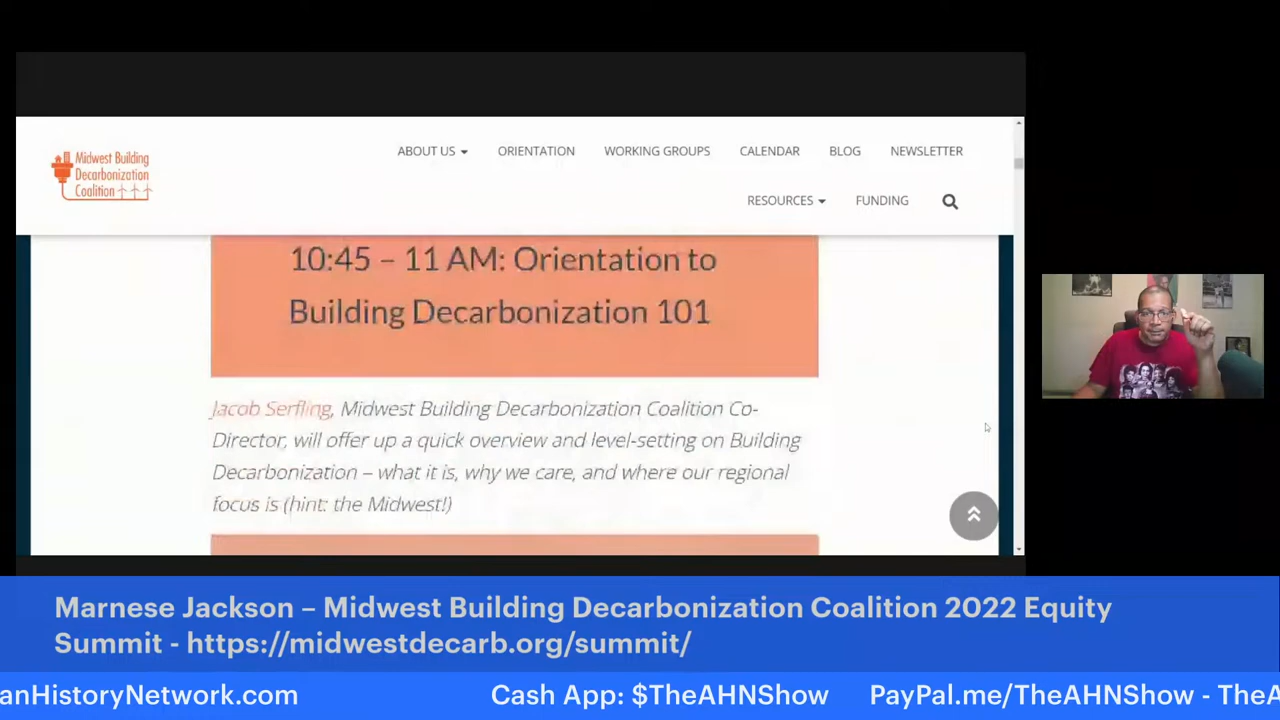 Midwest Building
Decarbonization
Coalition
ABOUT US
ORIENTATION
WORKING GROUPS
CALENDAR
BLOG
NEWSLETTER
RESOURCES
FUNDING
10:45 – 11 AM: Orientation to
Building Decarbonization 101
Jacob Serfling, Midwest Building Decarbonization Coalition Co-
Director, will offer up a quick overview and level-setting on Building
Decarbonization – what it is, why we care, and where our regional
focus is (hint: the Midwest!)
Marnese Jackson – Midwest Building Decarbonization Coalition 2022 Equity
Summit - https://midwestdecarb.org/summit/
anHistoryNetwork.com Cash App: $TheAHNShow PayPal.me/TheAHNShow - TheA